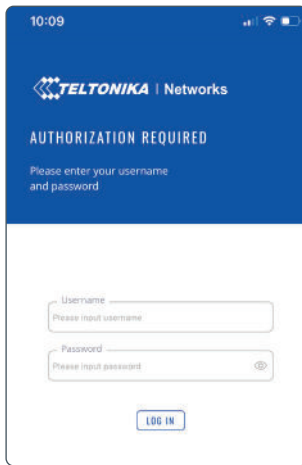 10:09
TELTONIKA | Networks
AUTHORIZATION REQUIRED
Please enter your username
and password
Username
Please input username
Password
Please input password
LOG IN